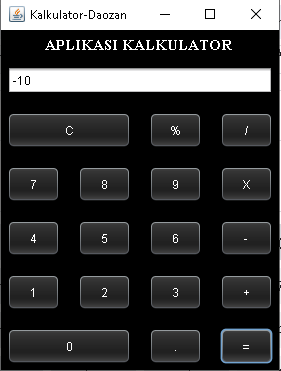 Kalkulator-Daozan
APLIKASI KALKULATOR
-10
C % /
7 8 9 X
4 5 6 -
1 2 3 +
0 . =